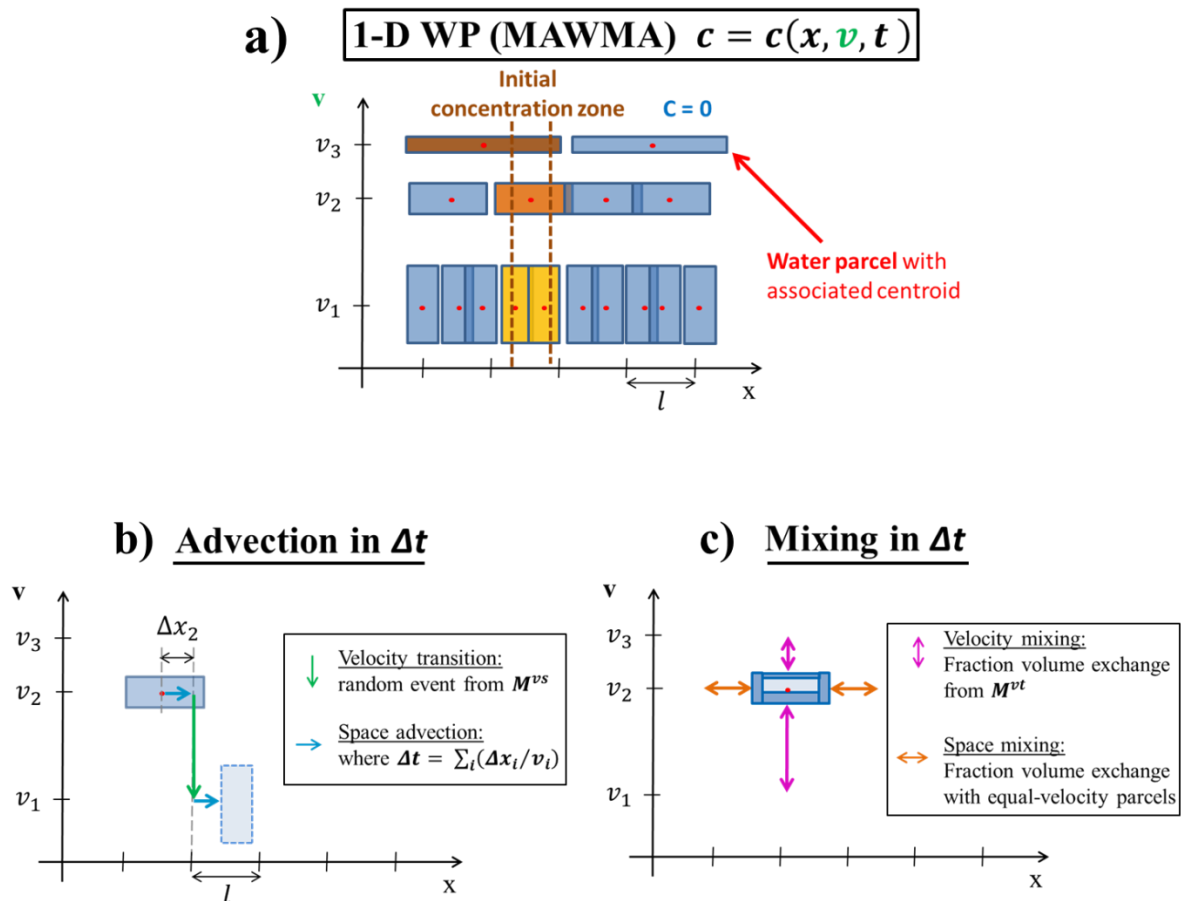 a) 1-D WP (MAWMA) c = c(x, v, t)
Initial
concentration zone
C = 0
v
v₃
v₂
v₁
Water parcel with
associated centroid
l
x
b) Advection in Δt
v
v₃
Δx₂
v₂
v₁
l
x
Velocity transition:
random event from Mᵛˢ
Space advection:
where Δt = ∑ᵢ(Δxᵢ/vᵢ)
c) Mixing in Δt
v
v₃
v₂
v₁
x
Velocity mixing:
Fraction volume exchange
from Mᵛᵗ
Space mixing:
Fraction volume exchange
with equal-velocity parcels